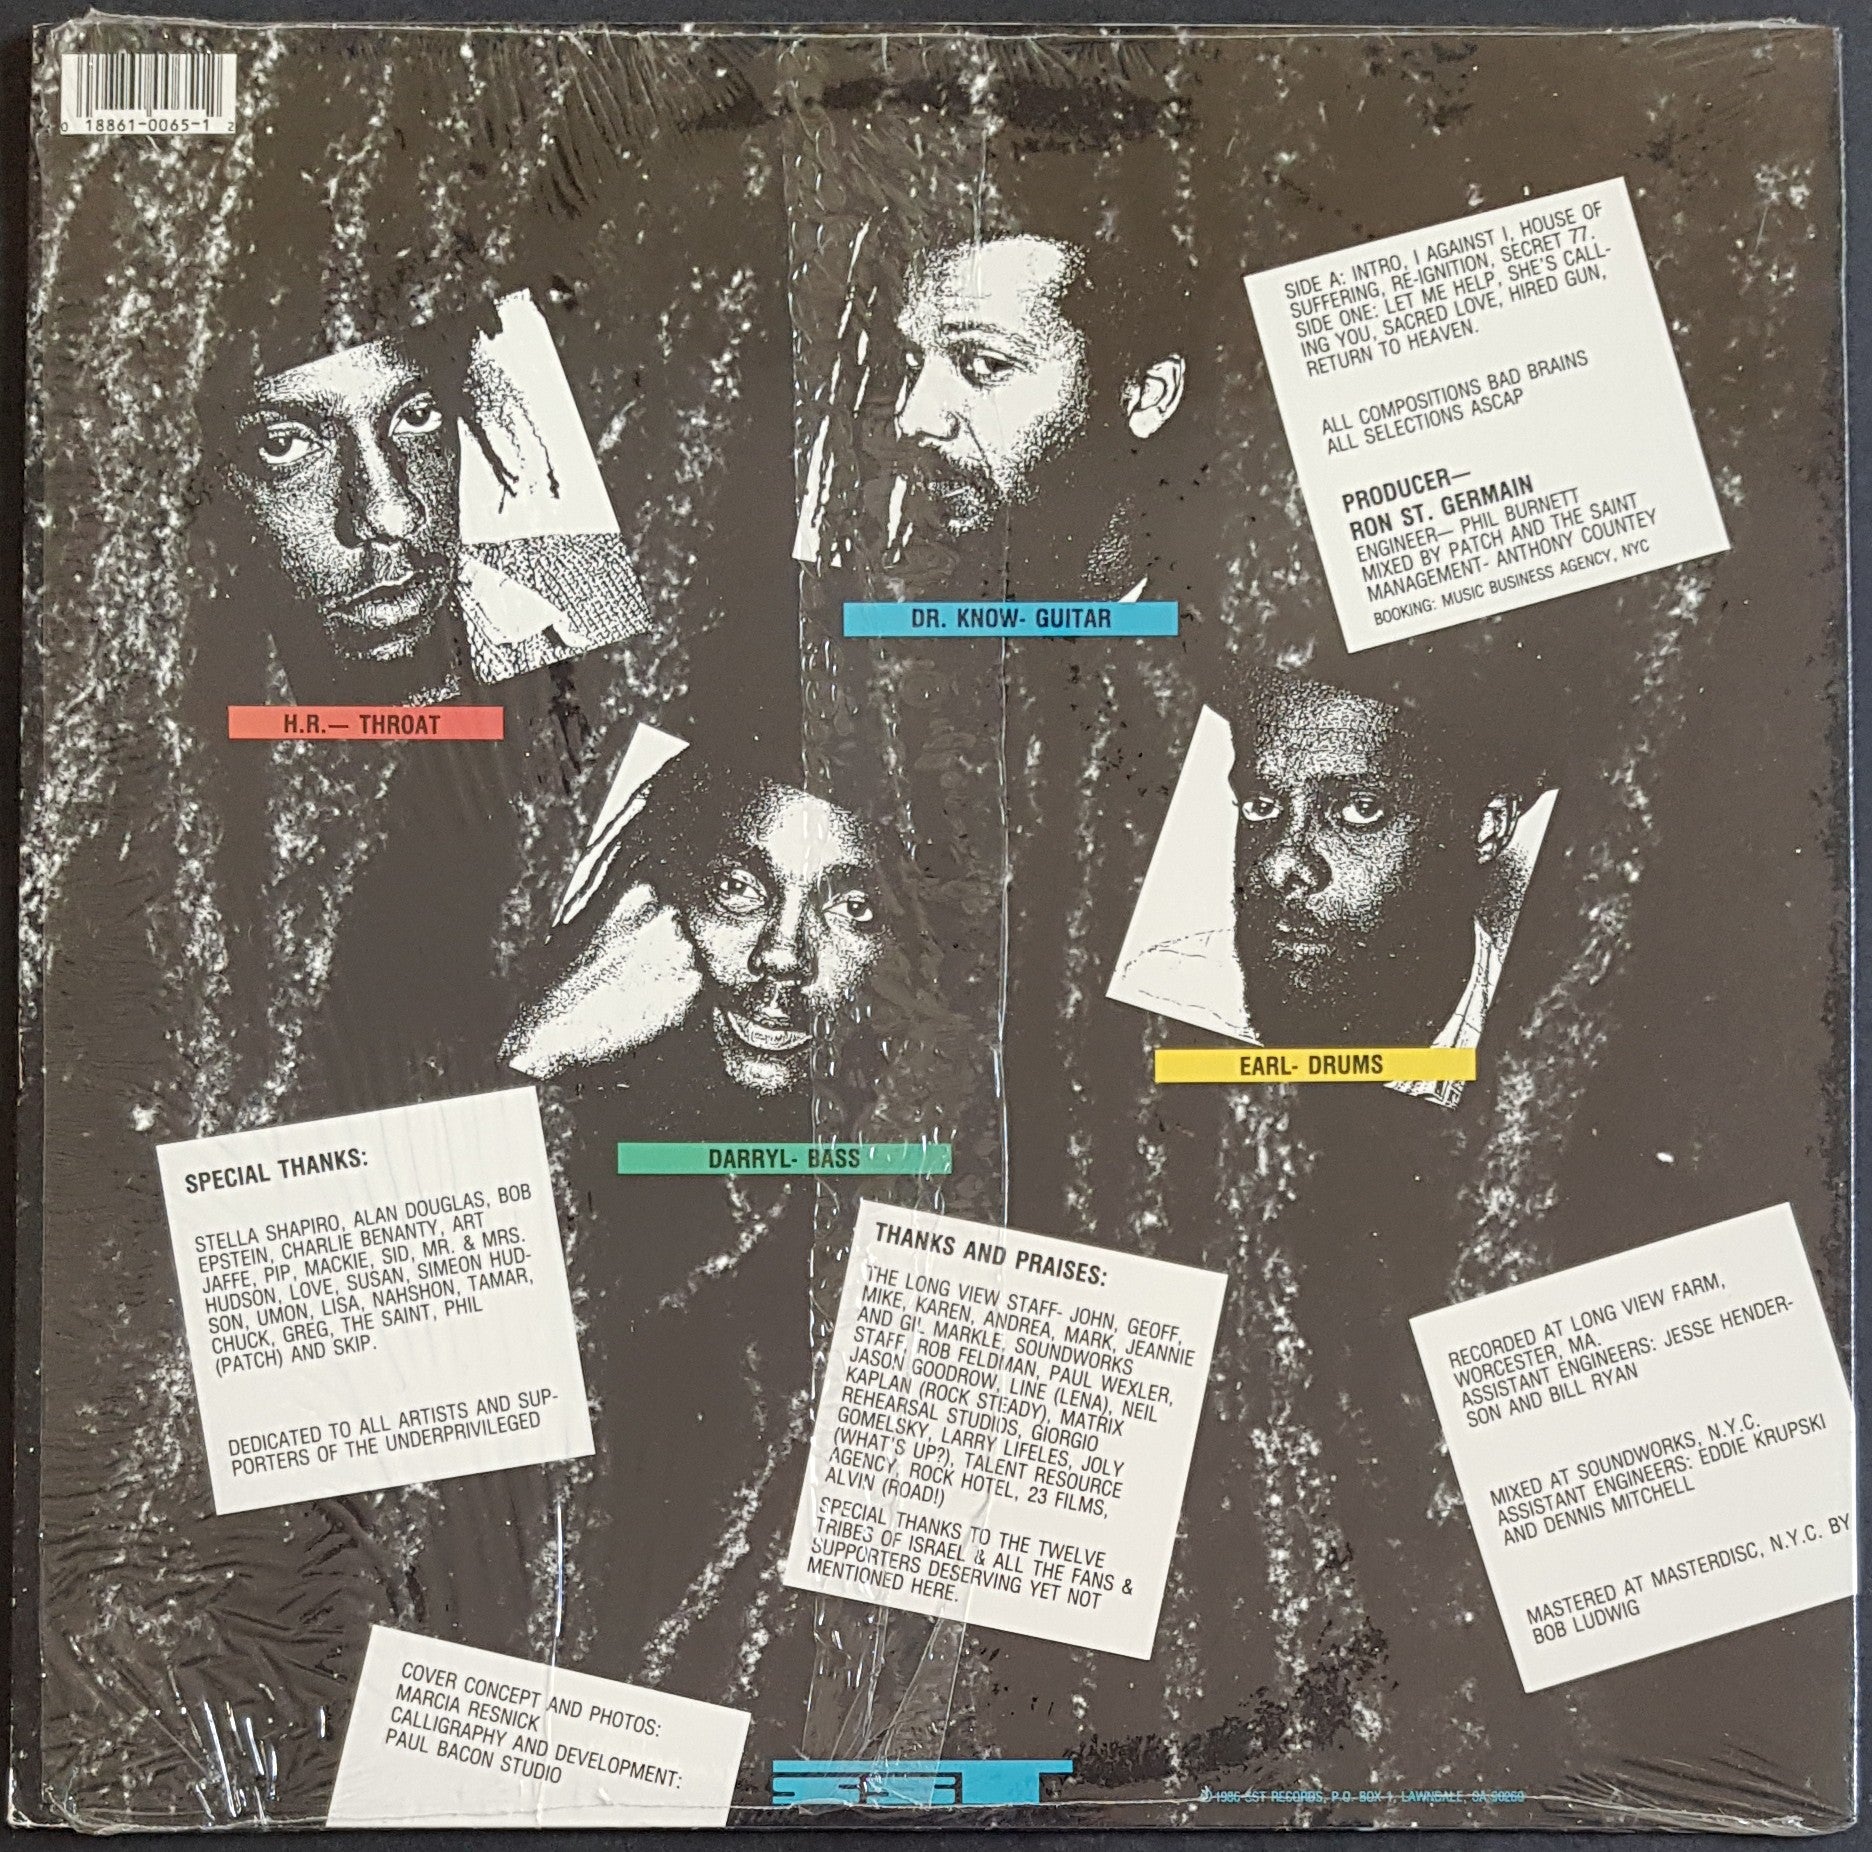 0 18861-0065-1 2
SIDE A: INTRO, I AGAINST I, HOUSE OF
SUFFERING, RE-IGNITION, SECRET 77.
SIDE ONE: LET ME HELP, SHE'S CALL-
ING YOU, SACRED LOVE, HIRED GUN,
RETURN TO HEAVEN.
ALL COMPOSITIONS BAD BRAINS
ALL SELECTIONS ASCAP
PRODUCER—
RON ST. GERMAIN
ENGINEER— PHIL BURNETT
MIXED BY PATCH AND THE SAINT
MANAGEMENT- ANTHONY COUNTEY
BOOKING: MUSIC BUSINESS AGENCY, NYC
DR. KNOW- GUITAR
H.R.— THROAT
EARL- DRUMS
DARRYL- BASS
SPECIAL THANKS:
STELLA SHAPIRO, ALAN DOUGLAS, BOB
EPSTEIN, CHARLIE BENANTY, ART
JAFFE, PIP, MACKIE, SID, MR. & MRS.
HUDSON, LOVE, SUSAN, SIMEON HUD-
SON, UMON, LISA, NAHSHON, TAMAR,
CHUCK, GREG, THE SAINT, PHIL
(PATCH) AND SKIP.
DEDICATED TO ALL ARTISTS AND SUP-
PORTERS OF THE UNDERPRIVILEGED
THANKS AND PRAISES:
THE LONG VIEW STAFF- JOHN, GEOFF,
MIKE, KAREN, ANDREA, MARK, JEANNIE
AND GIL MARKLE, SOUNDWORKS
STAFF, ROB FELDMAN, PAUL WEXLER,
JASON GOODROW, LINE (LENA), NEIL
KAPLAN (ROCK STEADY), MATRIX
REHEARSAL STUDIOS, GIORGIO
GOMELSKY, LARRY LIFELES, JOLY
(WHAT'S UP?), TALENT RESOURCE
AGENCY, ROCK HOTEL, 23 FILMS,
ALVIN (ROAD!)
SPECIAL THANKS TO THE TWELVE
TRIBES OF ISRAEL & ALL THE FANS &
SUPPORTERS DESERVING YET NOT
MENTIONED HERE.
RECORDED AT LONG VIEW FARM,
WORCESTER, MA.
ASSISTANT ENGINEERS: JESSE HENDER-
SON AND BILL RYAN
MIXED AT SOUNDWORKS, N.Y.C.
ASSISTANT ENGINEERS: EDDIE KRUPSKI
AND DENNIS MITCHELL
MASTERED AT MASTERDISC, N.Y.C. BY
BOB LUDWIG
COVER CONCEPT AND PHOTOS:
MARCIA RESNICK
CALLIGRAPHY AND DEVELOPMENT:
PAUL BACON STUDIO
SST
℗ 1986 SST RECORDS, P.O. BOX 1, LAWNDALE, CA 90260